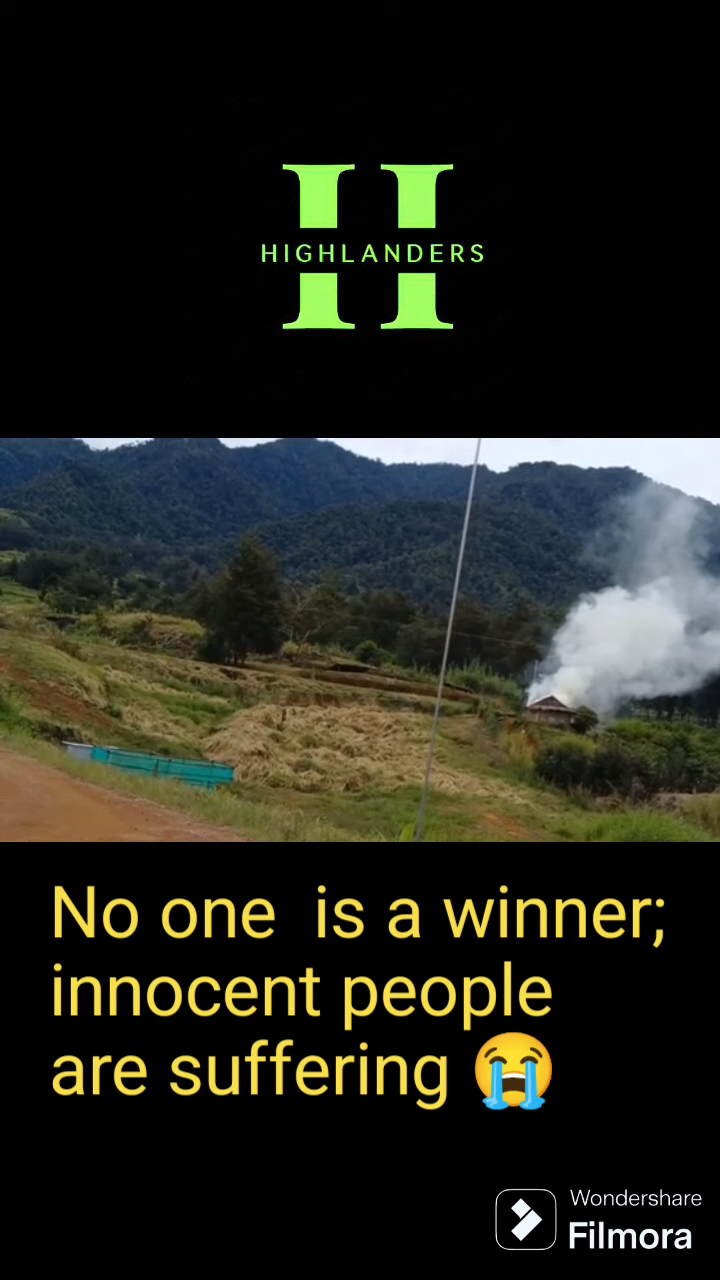 HIGHLANDERS
No one  is a winner;
innocent people
are suffering 😭
Wondershare
Filmora